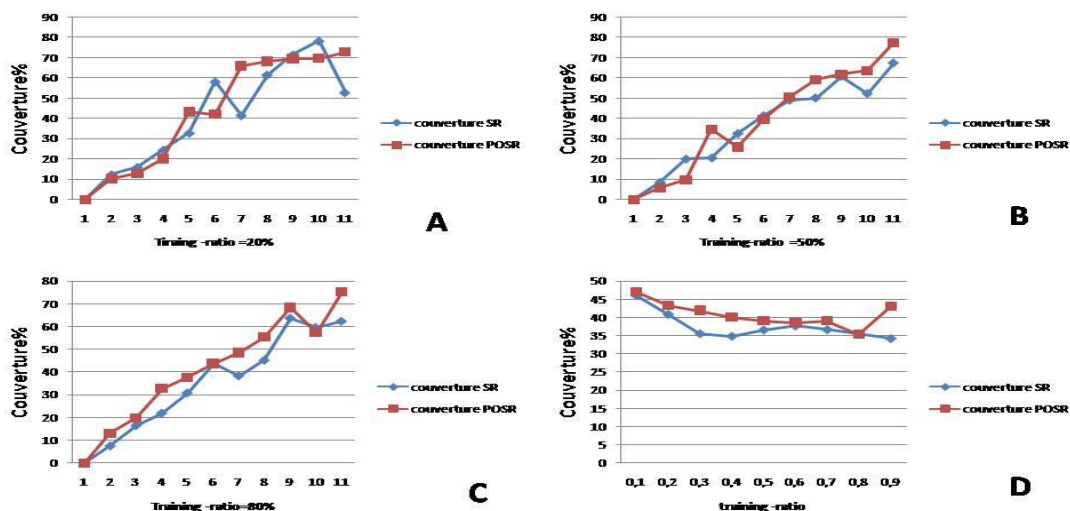 90
80
70
60
50
40
30
20
10
0
Couverture%
1 2 3 4 5 6 7 8 9 10 11
Tirning -ratio =20%
couverture SR
couverture POSR
A
90
80
70
60
50
40
30
20
10
0
Couverture%
1 2 3 4 5 6 7 8 9 10 11
Training-ratio =50%
couverture SR
couverture POSR
B
80
70
60
50
40
30
20
10
0
Couverture%
1 2 3 4 5 6 7 8 9 10 11
Training -ratio=80%
couverture SR
couverture POSR
C
50
45
40
35
30
25
20
15
10
5
0
Couverture%
0,1 0,2 0,3 0,4 0,5 0,6 0,7 0,8 0,9
training -ratio
couverture SR
couverture POSR
D